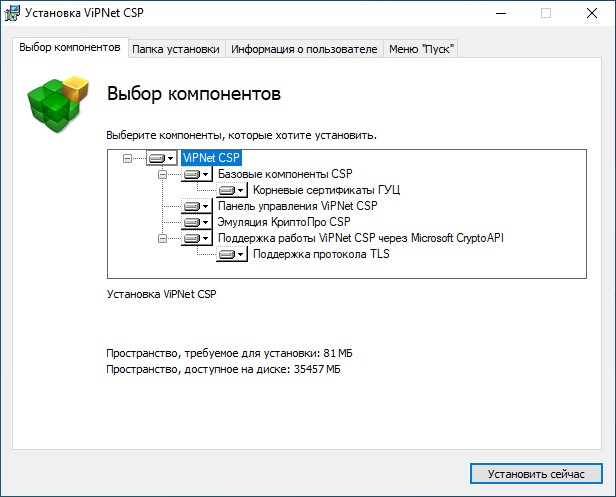 Установка ViPNet CSP
Выбор компонентов
Папка установки
Информация о пользователе
Меню "Пуск"
Выбор компонентов
Выберите компоненты, которые хотите установить.
ViPNet CSP
Базовые компоненты CSP
Корневые сертификаты ГУЦ
Панель управления ViPNet CSP
Эмуляция КриптоПро CSP
Поддержка работы ViPNet CSP через Microsoft CryptoAPI
Поддержка протокола TLS
Установка ViPNet CSP
Пространство, требуемое для установки: 81 МБ
Пространство, доступное на диске: 35457 МБ
Установить сейчас